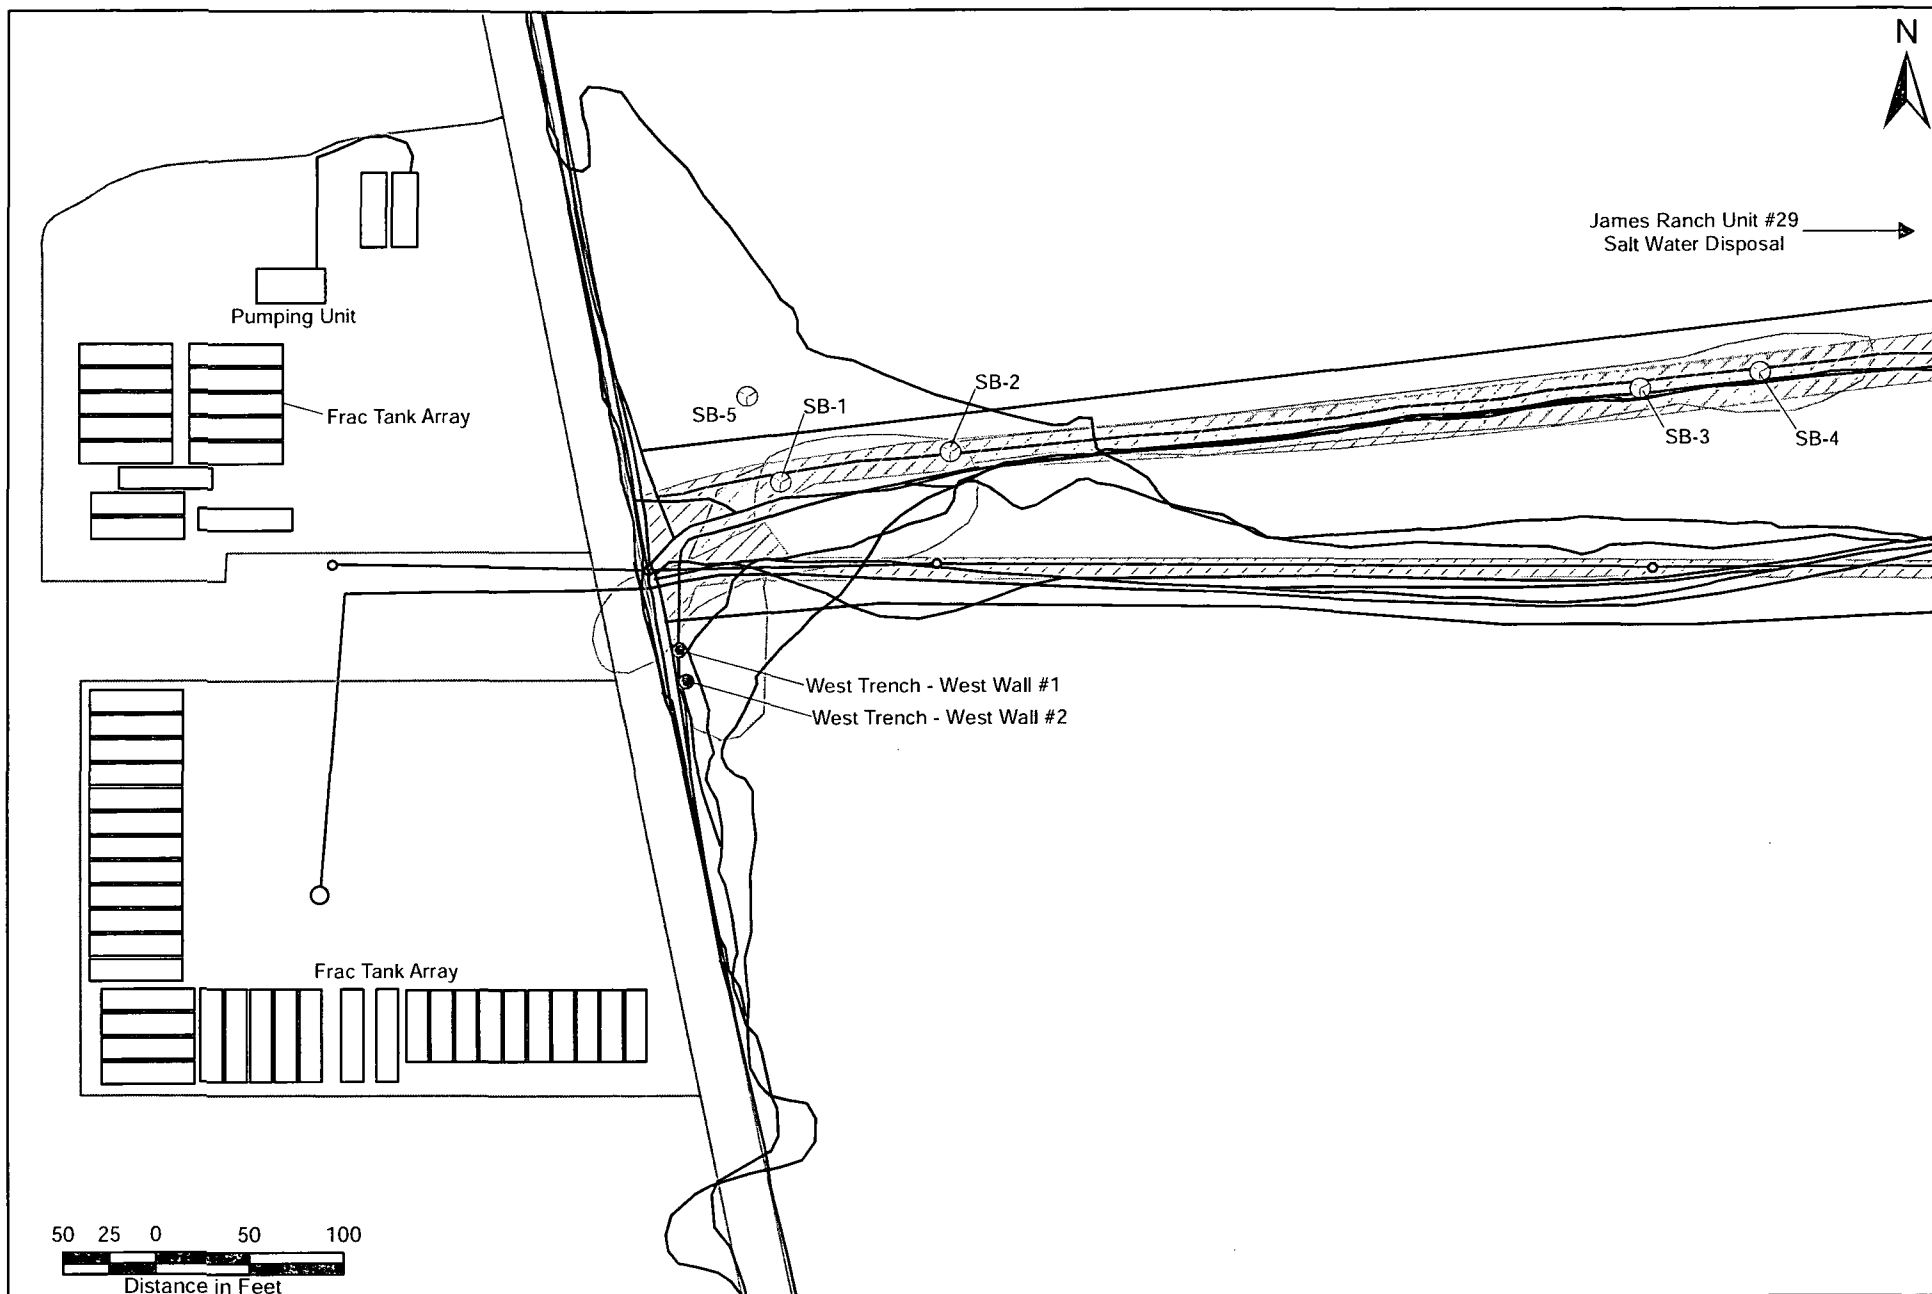 N
James Ranch Unit #29
Salt Water Disposal
Pumping Unit
Frac Tank Array
SB-5
SB-1
SB-2
SB-3
SB-4
West Trench - West Wall #1
West Trench - West Wall #2
Frac Tank Array
50 25 0 50 100
Distance in Feet